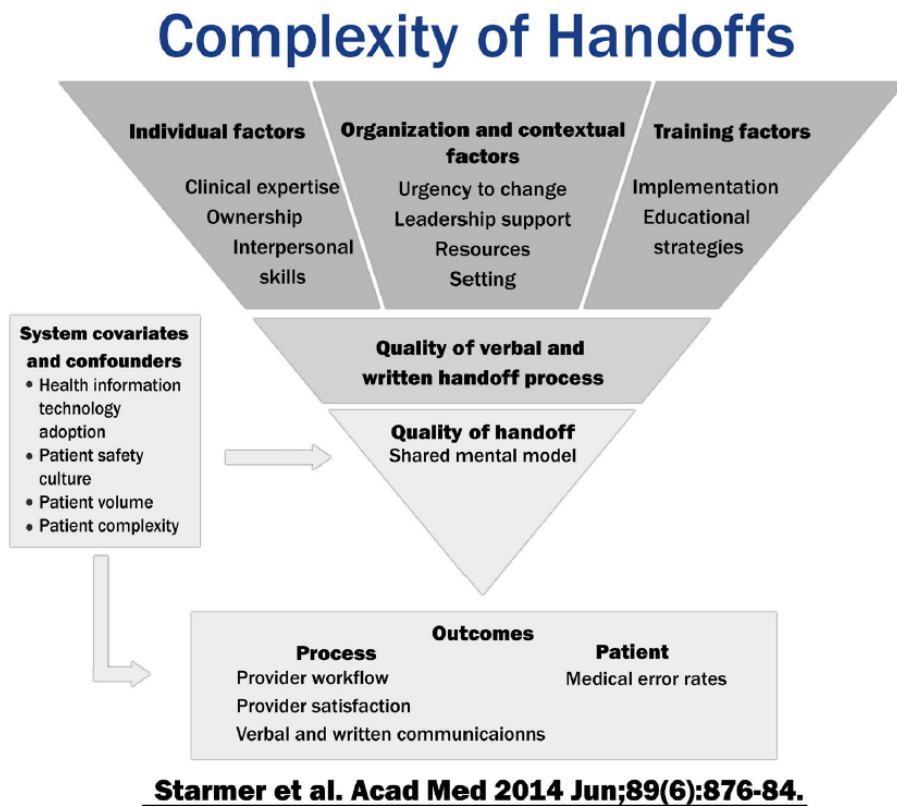 Complexity of Handoffs
Individual factors
Clinical expertise
Ownership
Interpersonal
skills
Organization and contextual
factors
Urgency to change
Leadership support
Resources
Setting
Training factors
Implementation
Educational
strategies
Quality of verbal and
written handoff process
Quality of handoff
Shared mental model
System covariates
and confounders
• Health information
technology
adoption
• Patient safety
culture
• Patient volume
• Patient complexity
Outcomes
Process
Provider workflow
Provider satisfaction
Verbal and written communicaionns
Patient
Medical error rates
Starmer et al. Acad Med 2014 Jun;89(6):876-84.